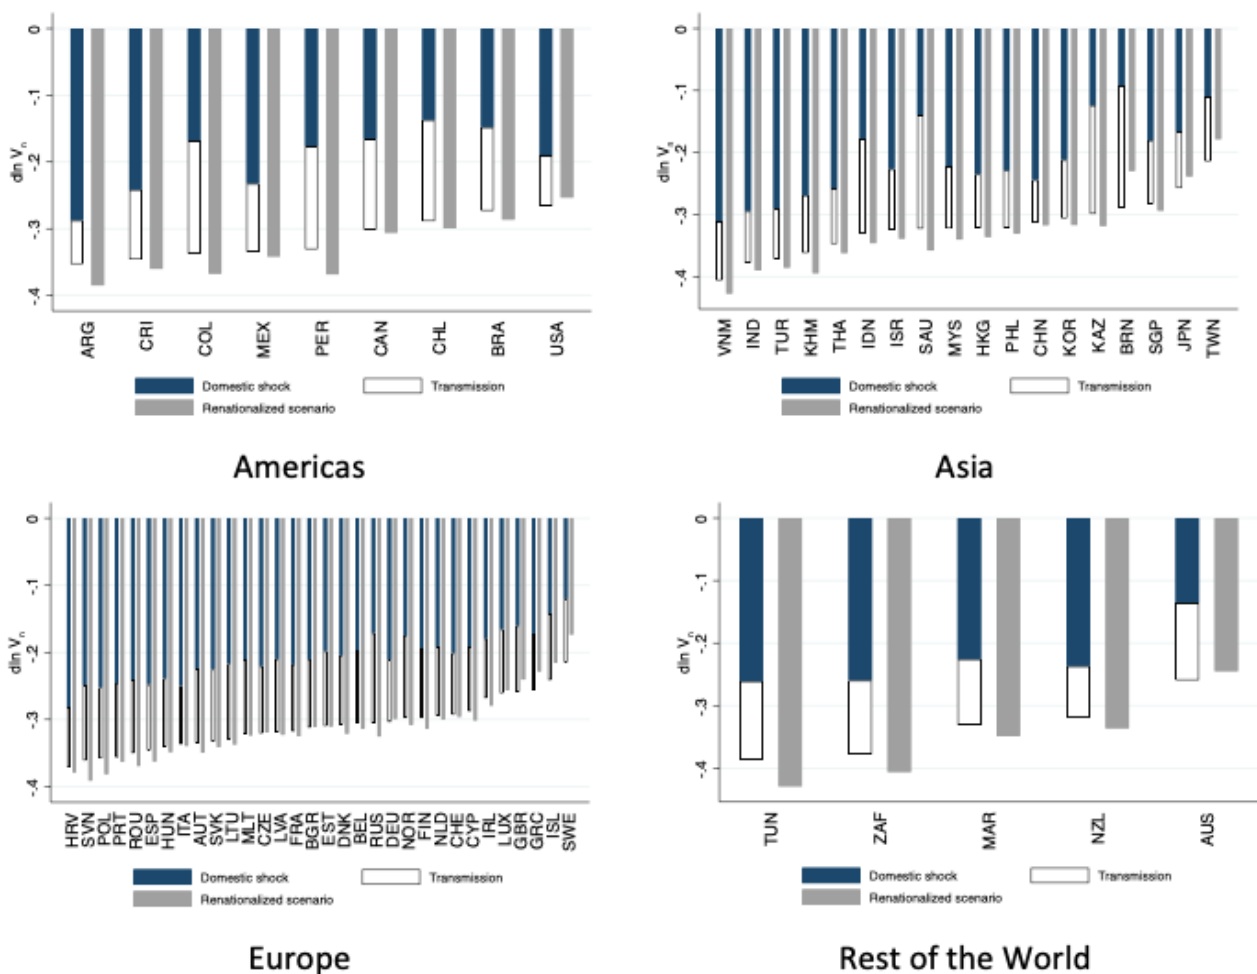 0
-.1
-.2
-.3
-.4
dln Vn
ARG CRI COL MEX PER CAN CHL BRA USA
Domestic shock Transmission
Renationalized scenario
Americas
0
-.1
-.2
-.3
-.4
dln Vn
VNM IND TUR KHM THA IDN ISR SAU MYS HKG PHL CHN KOR KAZ BRN SGP JPN TWN
Domestic shock Transmission
Renationalized scenario
Asia
0
-.1
-.2
-.3
-.4
dln Vn
HRV SVN POL PRT ROU ESP HUN ITA AUT SVK LTU MLT CZE LVA FRA BGR EST DNK BEL RUS DEU NOR FIN NLD CHE CYP IRL LUX GBR GRC ISL SWE
Domestic shock Transmission
Renationalized scenario
Europe
0
-.1
-.2
-.3
-.4
dln Vn
TUN ZAF MAR NZL AUS
Domestic shock Transmission
Renationalized scenario
Rest of the World